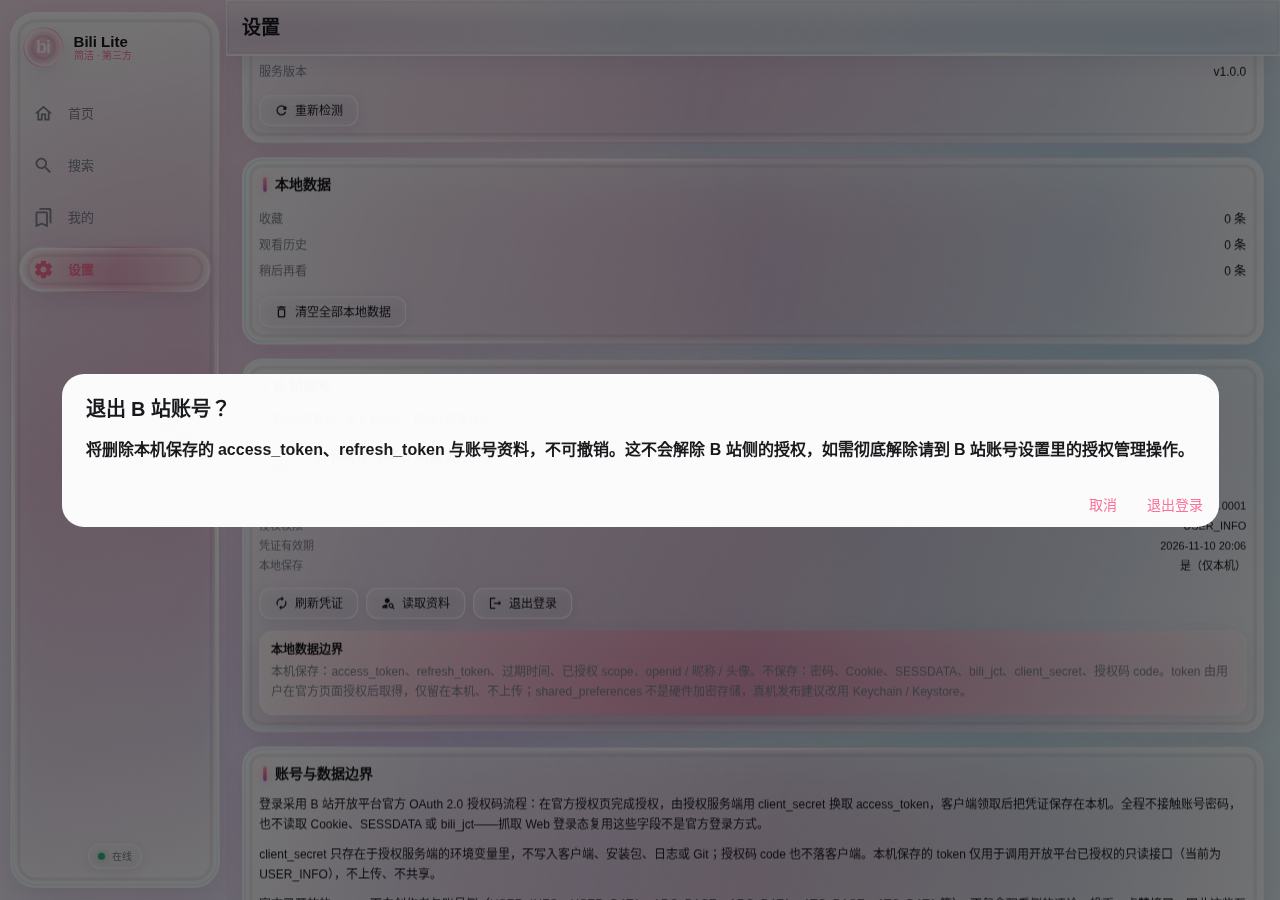 设置
bi
Bili Lite
简洁 · 第三方
首页
搜索
我的
设置
在线
服务版本
v1.0.0
重新检测
本地数据
收藏
0 条
观看历史
0 条
稍后再看
0 条
清空全部本地数据
退出 B 站账号？
将删除本机保存的 access_token、refresh_token 与账号资料，不可撤销。这不会解除 B 站侧的授权，如需彻底解除请到 B 站账号设置里的授权管理操作。
取消
退出登录
0001
USER_INFO
凭证有效期
2026-11-10 20:06
本地保存
是（仅本机）
刷新凭证
读取资料
退出登录
本地数据边界
本机保存：access_token、refresh_token、过期时间、已授权 scope、openid / 昵称 / 头像。不保存：密码、Cookie、SESSDATA、bili_jct、client_secret、授权码 code。token 由用
户在官方页面授权后取得，仅留在本机、不上传；shared_preferences 不是硬件加密存储，真机发布建议改用 Keychain / Keystore。
账号与数据边界
登录采用 B 站开放平台官方 OAuth 2.0 授权码流程：在官方授权页完成授权，由授权服务端用 client_secret 换取 access_token，客户端领取后把凭证保存在本机。全程不接触账号密码，
也不读取 Cookie、SESSDATA 或 bili_jct——抓取 Web 登录态复用这些字段不是官方登录方式。
client_secret 只存在于授权服务端的环境变量里，不写入客户端、安装包、日志或 Git；授权码 code 也不落客户端。本机保存的 token 仅用于调用开放平台已授权的只读接口（当前为
USER_INFO），不上传、不共享。